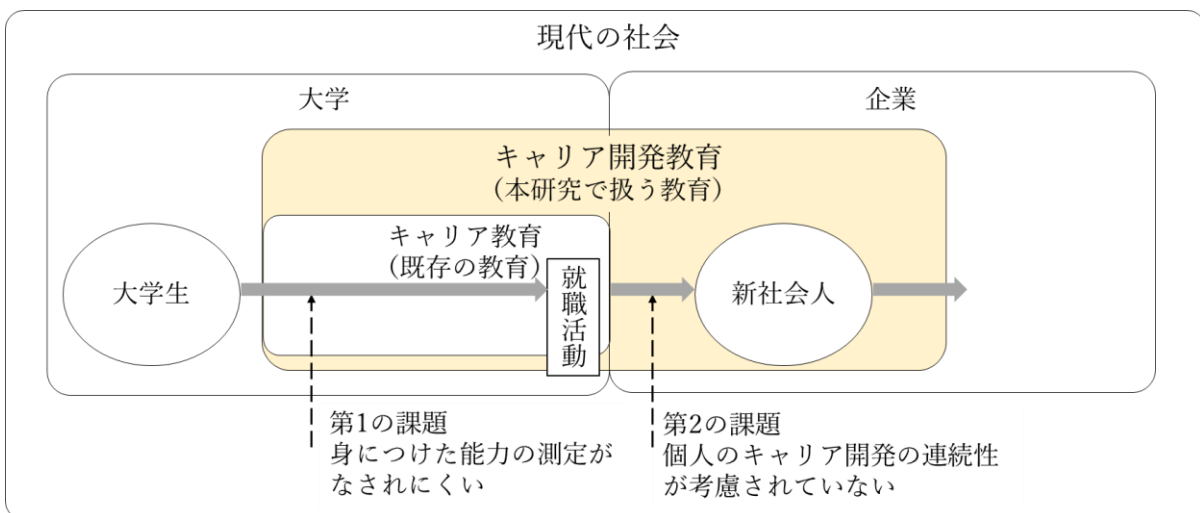 現代の社会
大学
企業
キャリア開発教育
（本研究で扱う教育）
キャリア教育
（既存の教育）
大学生
就職活動
新社会人
第1の課題
身につけた能力の測定が
なされにくい
第2の課題
個人のキャリア開発の連続性
が考慮されていない